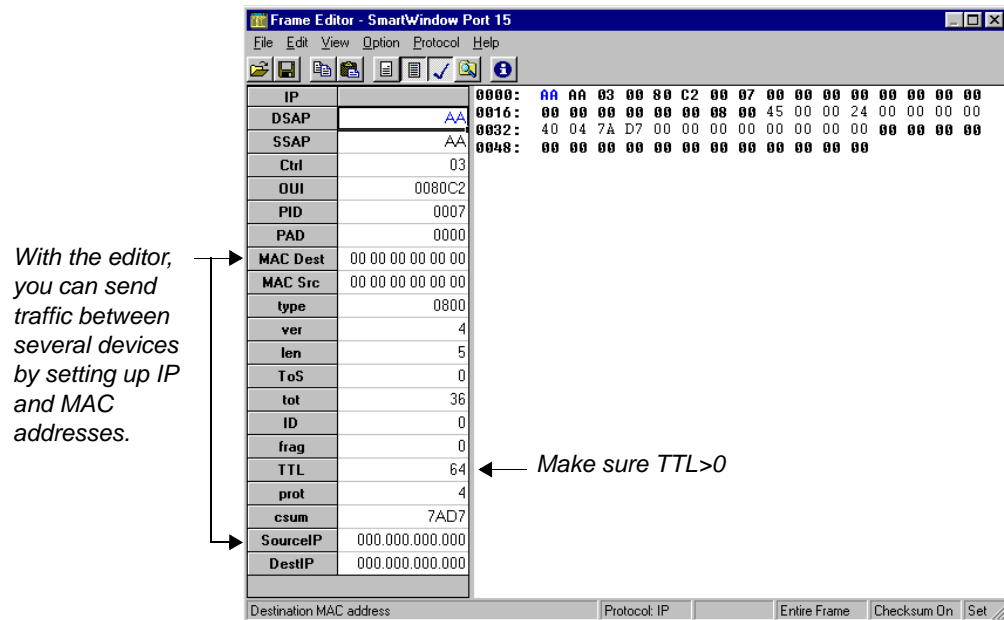 Frame Editor - SmartWindow Port 15
File Edit View Option Protocol Help
IP
DSAP AA
SSAP AA
Ctrl 03
OUI 0080C2
PID 0007
PAD 0000
MAC Dest 00 00 00 00 00 00
MAC Src 00 00 00 00 00 00
type 0800
ver 4
len 5
ToS 0
tot 36
ID 0
frag 0
TTL 64
prot 4
csum 7AD7
SourceIP 000.000.000.000
DestIP 000.000.000.000
0000: AA AA 03 00 80 C2 00 07 00 00 00 00 00 00 00 00
0016: 00 00 00 00 00 00 08 00 45 00 00 24 00 00 00 00
0032: 40 04 7A D7 00 00 00 00 00 00 00 00 00 00 00 00
0048: 00 00 00 00 00 00 00 00 00 00 00 00
With the editor,
you can send
traffic between
several devices
by setting up IP
and MAC
addresses.
Make sure TTL>0
Destination MAC address Protocol: IP Entire Frame Checksum On Set